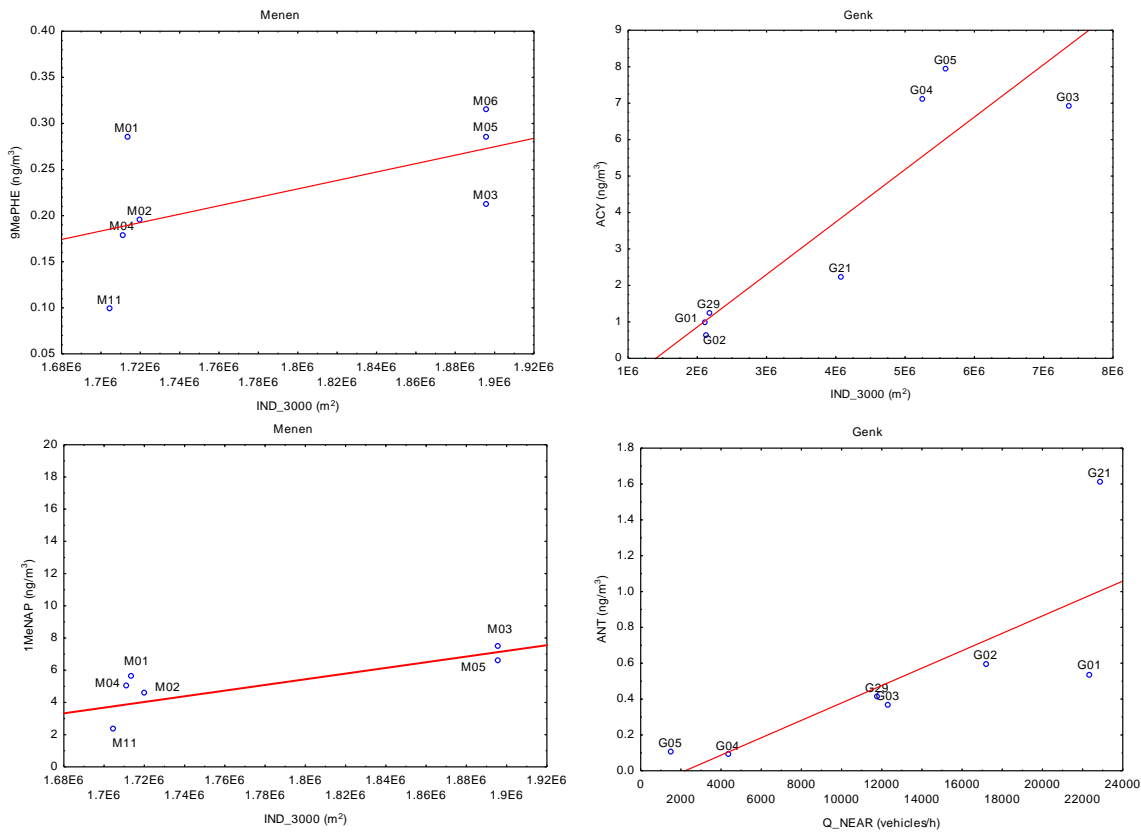 Menen
0.40
0.35
0.30
0.25
0.20
0.15
0.10
0.05
9MePHE (ng/m³)
M06
M01
M05
M03
M02
M04
M11
1.68E6 1.72E6 1.76E6 1.8E6 1.84E6 1.88E6 1.92E6
1.7E6 1.74E6 1.78E6 1.82E6 1.86E6 1.9E6
IND_3000 (m²)
Genk
9
8
7
6
5
4
3
2
1
0
ACY (ng/m³)
G05
G04
G03
G21
G29
G01
G02
1E6 2E6 3E6 4E6 5E6 6E6 7E6 8E6
IND_3000 (m²)
Menen
20
18
16
14
12
10
8
6
4
2
0
1MeNAP (ng/m³)
M03
M01
M05
M04
M02
M11
1.68E6 1.72E6 1.76E6 1.8E6 1.84E6 1.88E6 1.92E6
1.7E6 1.74E6 1.78E6 1.82E6 1.86E6 1.9E6
IND_3000 (m²)
Genk
1.8
1.6
1.4
1.2
1.0
0.8
0.6
0.4
0.2
0.0
ANT (ng/m³)
G21
G02
G01
G29
G03
G05
G04
0 4000 8000 12000 16000 20000 24000
2000 6000 10000 14000 18000 22000
Q_NEAR (vehicles/h)